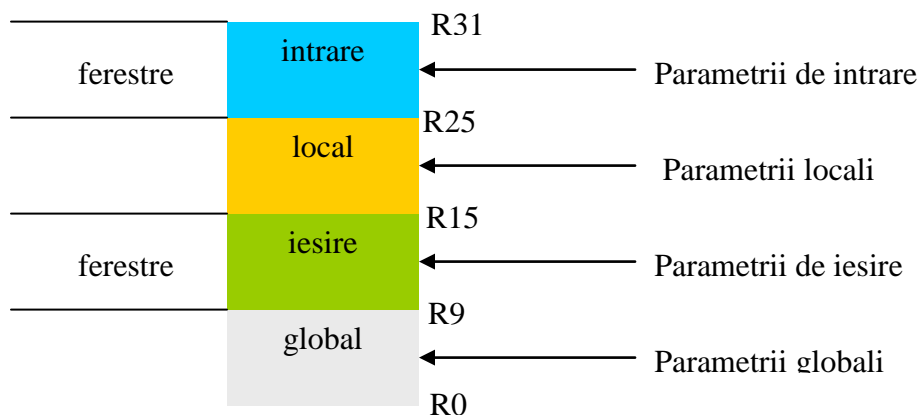 R31
intrare
ferestre
Parametrii de intrare
R25
local
Parametrii locali
R15
iesire
ferestre
Parametrii de iesire
R9
global
Parametrii globali
R0